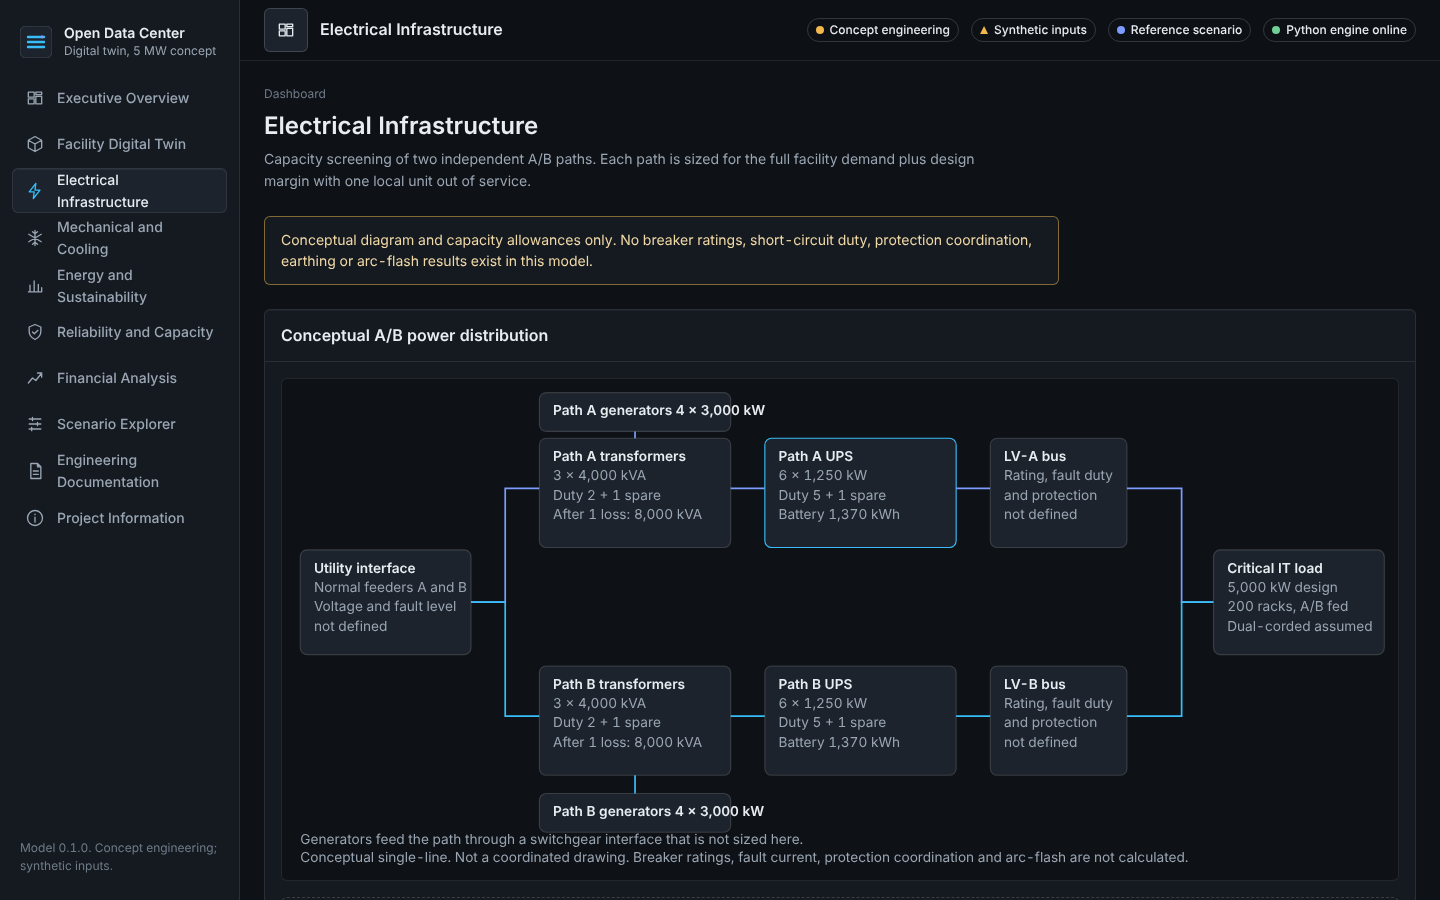 Open Data Center
Digital twin, 5 MW concept
Executive Overview
Facility Digital Twin
Electrical
Infrastructure
Mechanical and
Cooling
Energy and
Sustainability
Reliability and Capacity
Financial Analysis
Scenario Explorer
Engineering
Documentation
Project Information
Model 0.1.0. Concept engineering;
synthetic inputs.
Electrical Infrastructure
Concept engineering
Synthetic inputs
Reference scenario
Python engine online
Dashboard
Electrical Infrastructure
Capacity screening of two independent A/B paths. Each path is sized for the full facility demand plus design
margin with one local unit out of service.
Conceptual diagram and capacity allowances only. No breaker ratings, short-circuit duty, protection coordination,
earthing or arc-flash results exist in this model.
Conceptual A/B power distribution
Path A generators 4 × 3,000 kW
Path A transformers
3 × 4,000 kVA
Duty 2 + 1 spare
After 1 loss: 8,000 kVA
Path A UPS
6 × 1,250 kW
Duty 5 + 1 spare
Battery 1,370 kWh
LV-A bus
Rating, fault duty
and protection
not defined
Utility interface
Normal feeders A and B
Voltage and fault level
not defined
Critical IT load
5,000 kW design
200 racks, A/B fed
Dual-corded assumed
Path B transformers
3 × 4,000 kVA
Duty 2 + 1 spare
After 1 loss: 8,000 kVA
Path B UPS
6 × 1,250 kW
Duty 5 + 1 spare
Battery 1,370 kWh
LV-B bus
Rating, fault duty
and protection
not defined
Path B generators 4 × 3,000 kW
Generators feed the path through a switchgear interface that is not sized here.
Conceptual single-line. Not a coordinated drawing. Breaker ratings, fault current, protection coordination and arc-flash are not calculated.